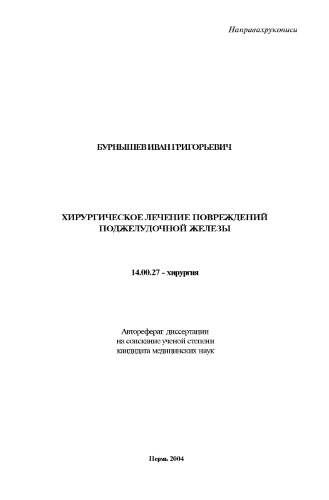 На правах рукописи
БУРНЫШЕВ ИВАН ГРИГОРЬЕВИЧ
ХИРУРГИЧЕСКОЕ ЛЕЧЕНИЕ ПОВРЕЖДЕНИЙ
ПОДЖЕЛУДОЧНОЙ ЖЕЛЕЗЫ
14.00.27 - хирургия
Автореферат диссертации
на соискание ученой степени
кандидата медицинских наук
Пермь 2004